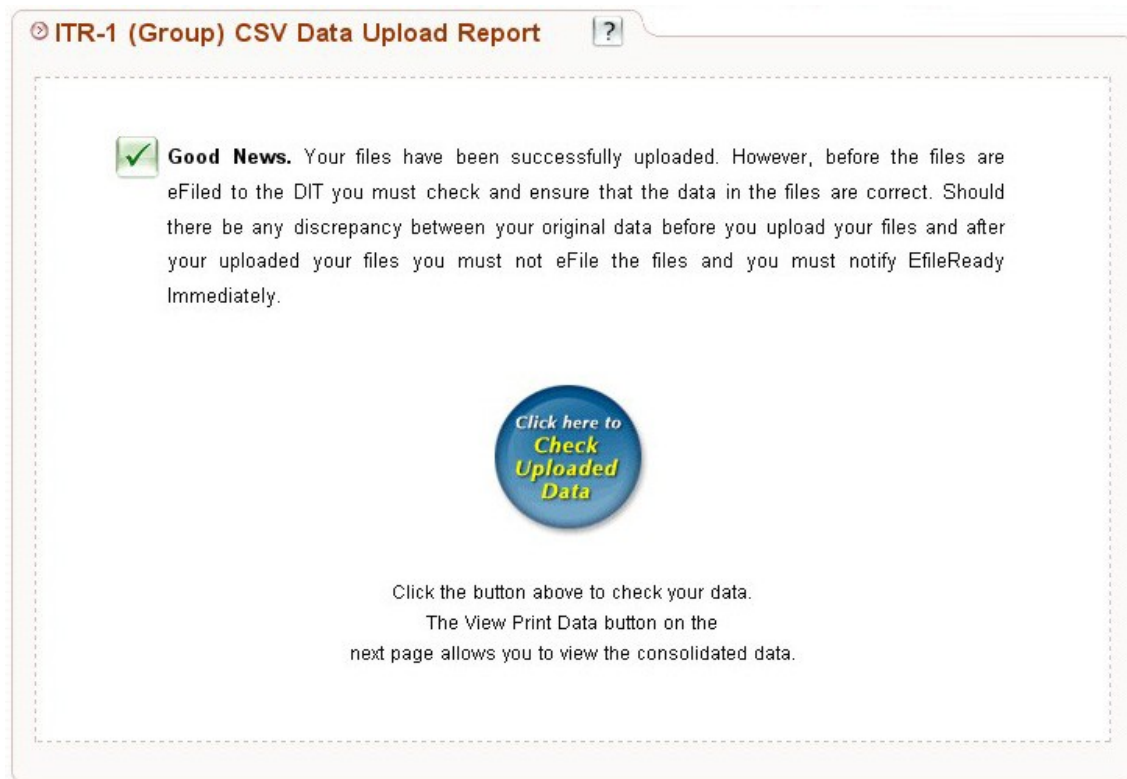 ITR-1 (Group) CSV Data Upload Report ?
Good News. Your files have been successfully uploaded. However, before the files are
eFiled to the DIT you must check and ensure that the data in the files are correct. Should
there be any discrepancy between your original data before you upload your files and after
your uploaded your files you must not eFile the files and you must notify EfileReady
Immediately.
Click here to
Check
Uploaded
Data
Click the button above to check your data.
The View Print Data button on the
next page allows you to view the consolidated data.